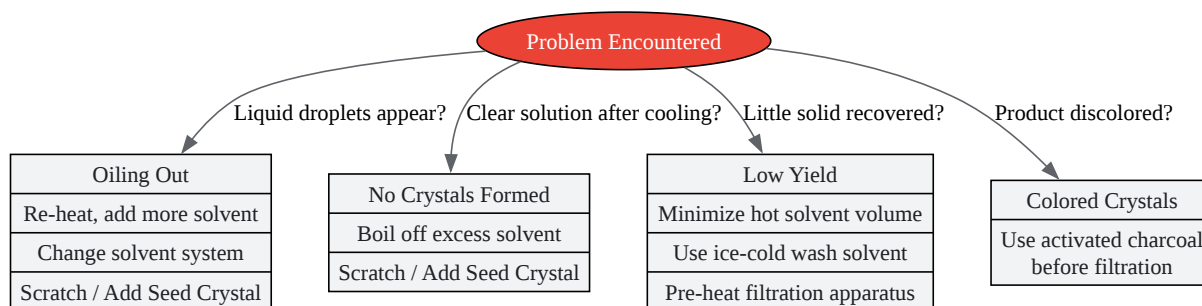 Problem Encountered
Liquid droplets appear?
Clear solution after cooling?
Little solid recovered?
Product discolored?
Oiling Out
Re-heat, add more solvent
Change solvent system
Scratch / Add Seed Crystal
No Crystals Formed
Boil off excess solvent
Scratch / Add Seed Crystal
Low Yield
Minimize hot solvent volume
Use ice-cold wash solvent
Pre-heat filtration apparatus
Colored Crystals
Use activated charcoal
before filtration